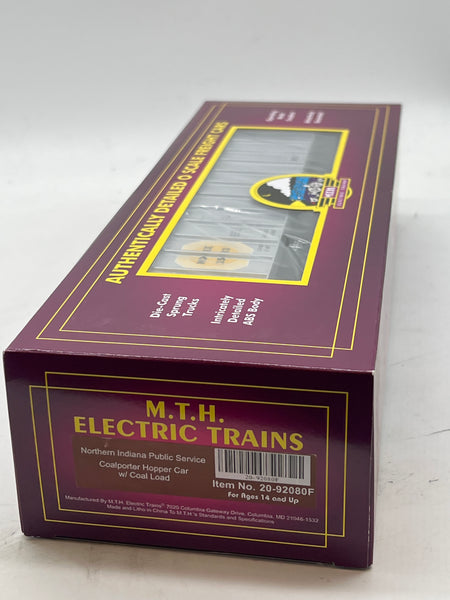 AUTHENTICALLY DETAILED O SCALE FREIGHT CARS
Die-Cast
Sprung
Trucks
Intricately
Detailed
ABS Body
M.T.H.
ELECTRIC TRAINS
Northern Indiana Public Service
Coalporter Hopper Car
w/ Coal Load
20-92080F
Item No. 20-92080F
For Ages 14 and Up
Manufactured By M.T.H. Electric Trains® 7020 Columbia Gateway Drive, Columbia, MD 21046-1532
Made and Litho in China To M.T.H.'s Standards and Specifications